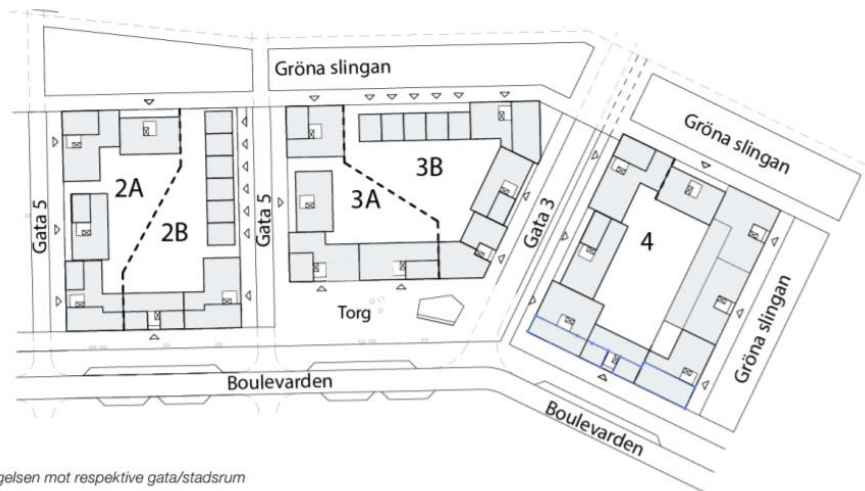 Gröna slingan
Gröna slingan
2A
2B
3A
3B
4
Gata 5
Gata 5
Gata 3
Gröna slingan
Torg
Boulevarden
Boulevarden
gelsen mot respektive gata/stadsrum